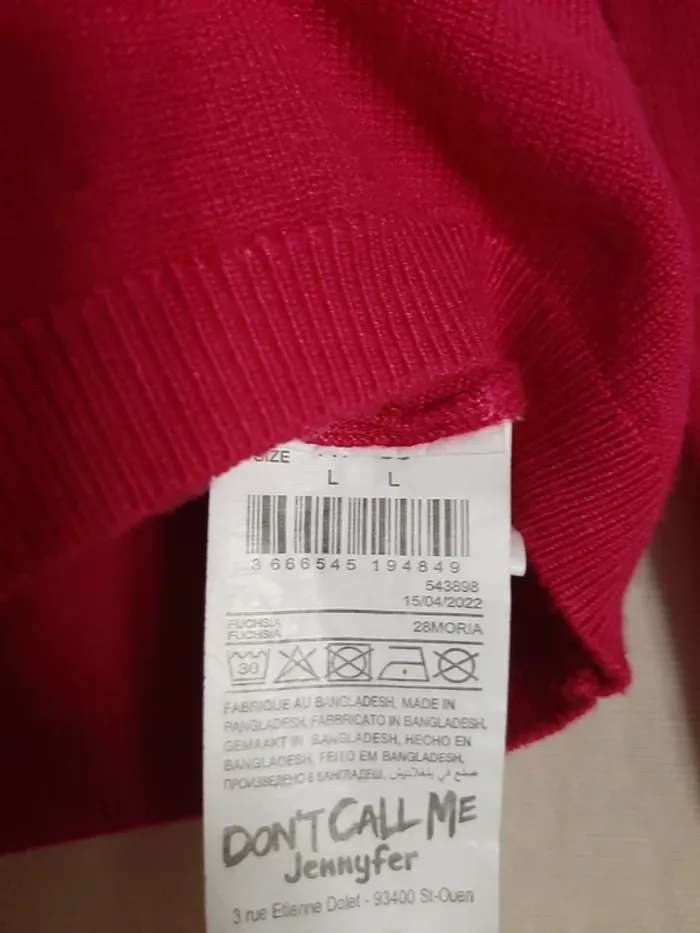 SIZE
L L
3 666545 194849
543898
15/04/2022
FUCHSIA
FUCHSIA
28MORIA
30
FABRIQUE AU BANGLADESH, MADE IN
BANGLADESH, FABBRICATO IN BANGLADESH,
GEMAAKT IN BANGLADESH, HECHO EN
BANGLADESH, FEITO EM BANGLADESH,
ПРОИЗВЕДЕНО В БАНГЛАДЕШ, صنع في بنغلاديش
DON'T CALL ME
Jennyfer
3 rue Etienne Dolet - 93400 St-Ouen